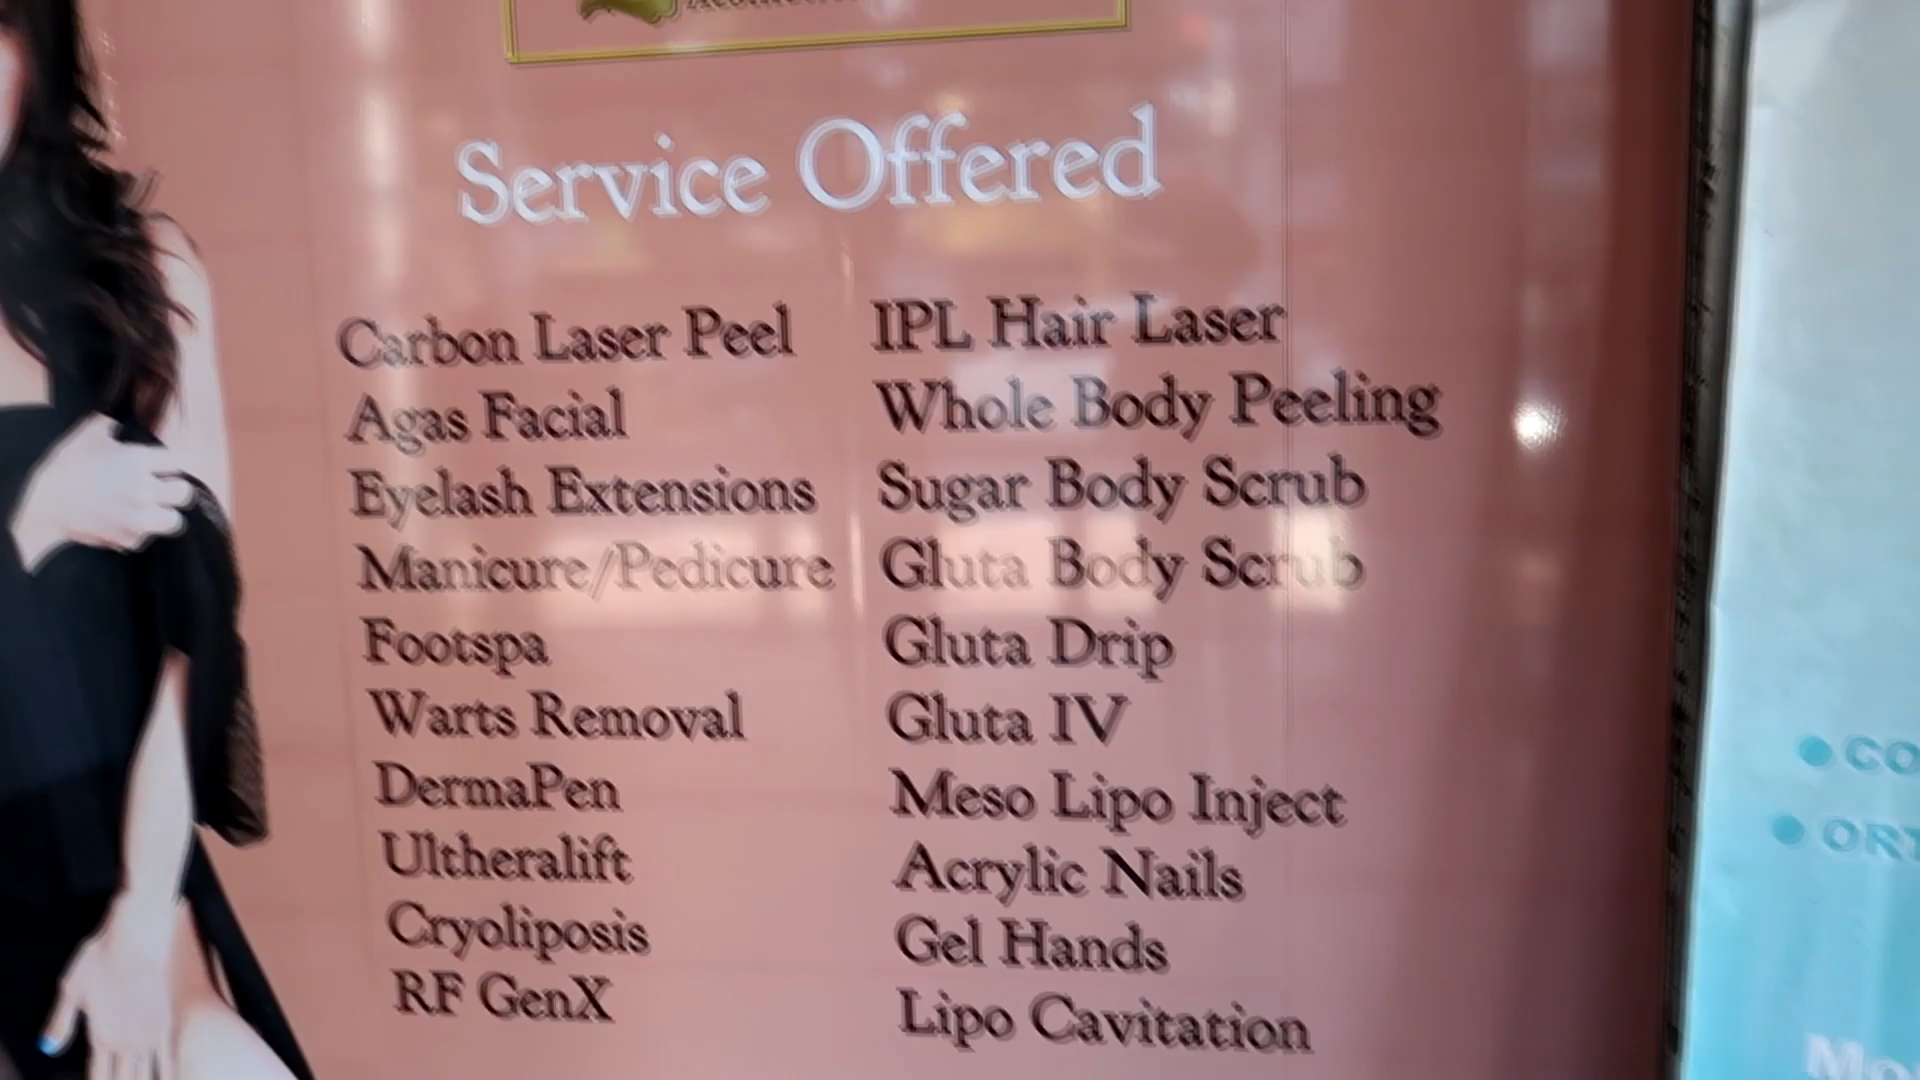 Service Offered
Carbon Laser Peel
Agas Facial
Eyelash Extensions
Manicure/Pedicure
Footspa
Warts Removal
DermaPen
Ultheralift
Cryoliposis
RF GenX
IPL Hair Laser
Whole Body Peeling
Sugar Body Scrub
Gluta Body Scrub
Gluta Drip
Gluta IV
Meso Lipo Inject
Acrylic Nails
Gel Hands
Lipo Cavitation